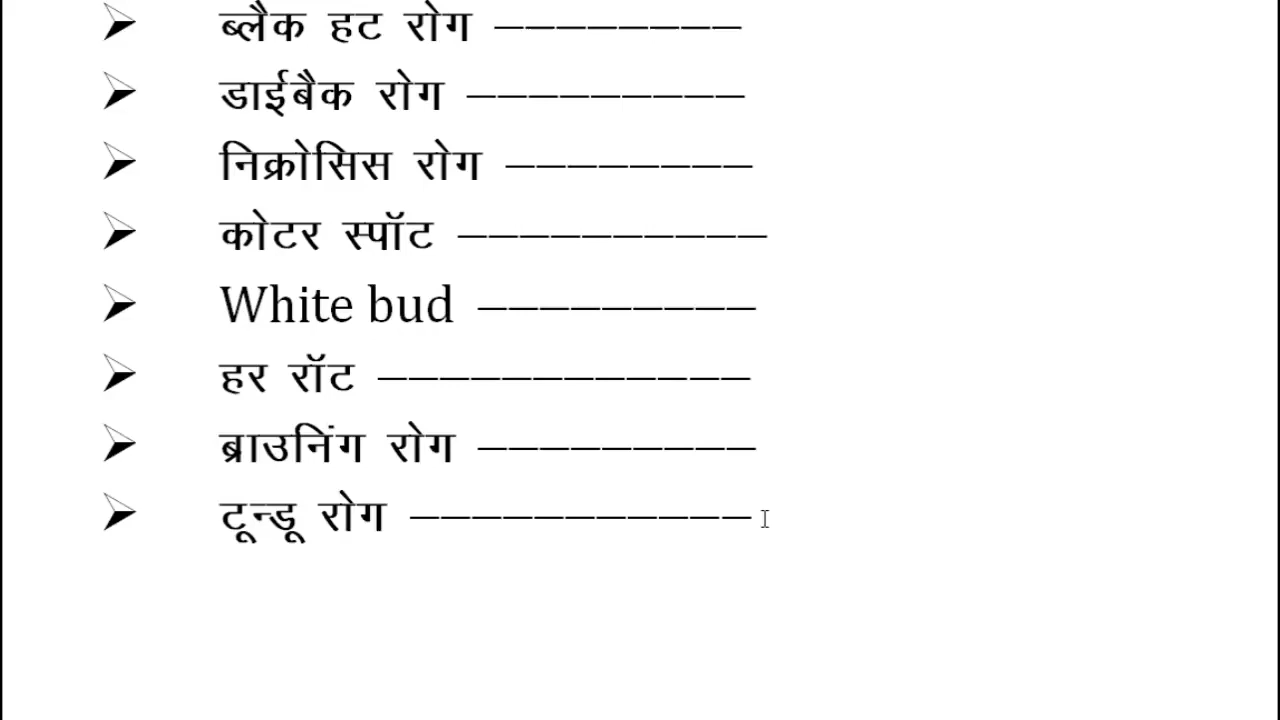 ➤ ब्लैक हट रोग ————————
➤ डाईबैक रोग —————————
➤ निक्रोसिस रोग ————————
➤ कोटर स्पॉट ——————————
➤ White bud —————————
➤ हर रॉट ————————————
➤ ब्राउनिंग रोग —————————
➤ टून्डू रोग ———————————